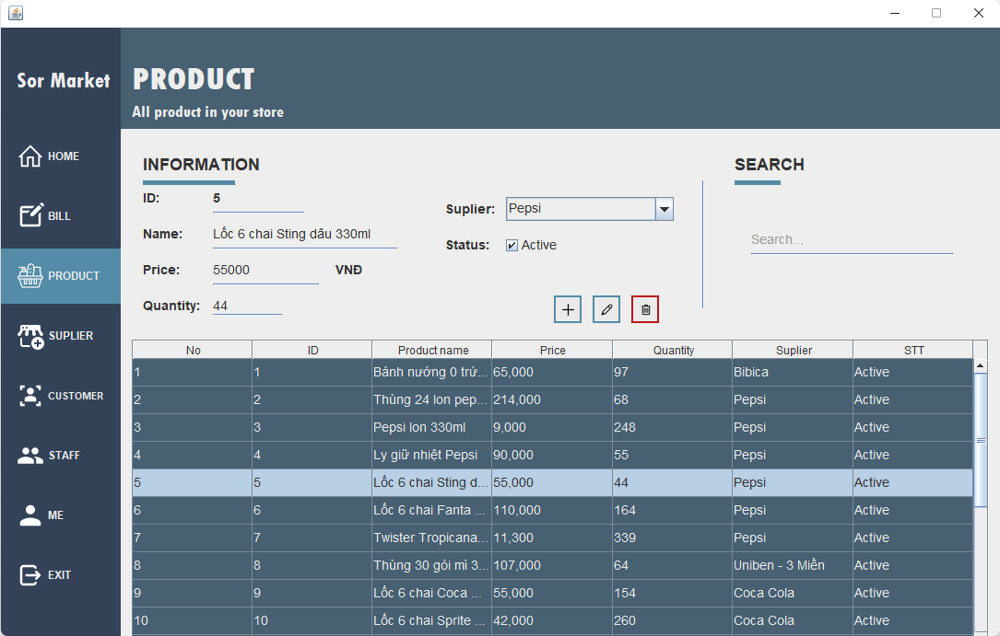 Sor Market
PRODUCT
All product in your store
HOME
BILL
PRODUCT
SUPLIER
CUSTOMER
STAFF
ME
EXIT
INFORMATION
ID: 5
Name: Lốc 6 chai Sting dâu 330ml
Price: 55000 VNĐ
Quantity: 44
Suplier: Pepsi
Status: Active
SEARCH
Search...
No ID Product name Price Quantity Suplier STT
1 1 Bánh nướng 0 trứ... 65,000 97 Bibica Active
2 2 Thùng 24 lon pep... 214,000 68 Pepsi Active
3 3 Pepsi lon 330ml 9,000 248 Pepsi Active
4 4 Ly giữ nhiệt Pepsi 90,000 55 Pepsi Active
5 5 Lốc 6 chai Sting d... 55,000 44 Pepsi Active
6 6 Lốc 6 chai Fanta ... 110,000 164 Pepsi Active
7 7 Twister Tropicana... 11,300 339 Pepsi Active
8 8 Thùng 30 gói mì 3... 107,000 64 Uniben - 3 Miền Active
9 9 Lốc 6 chai Coca ... 55,000 154 Coca Cola Active
10 10 Lốc 6 chai Sprite ... 42,000 260 Coca Cola Active